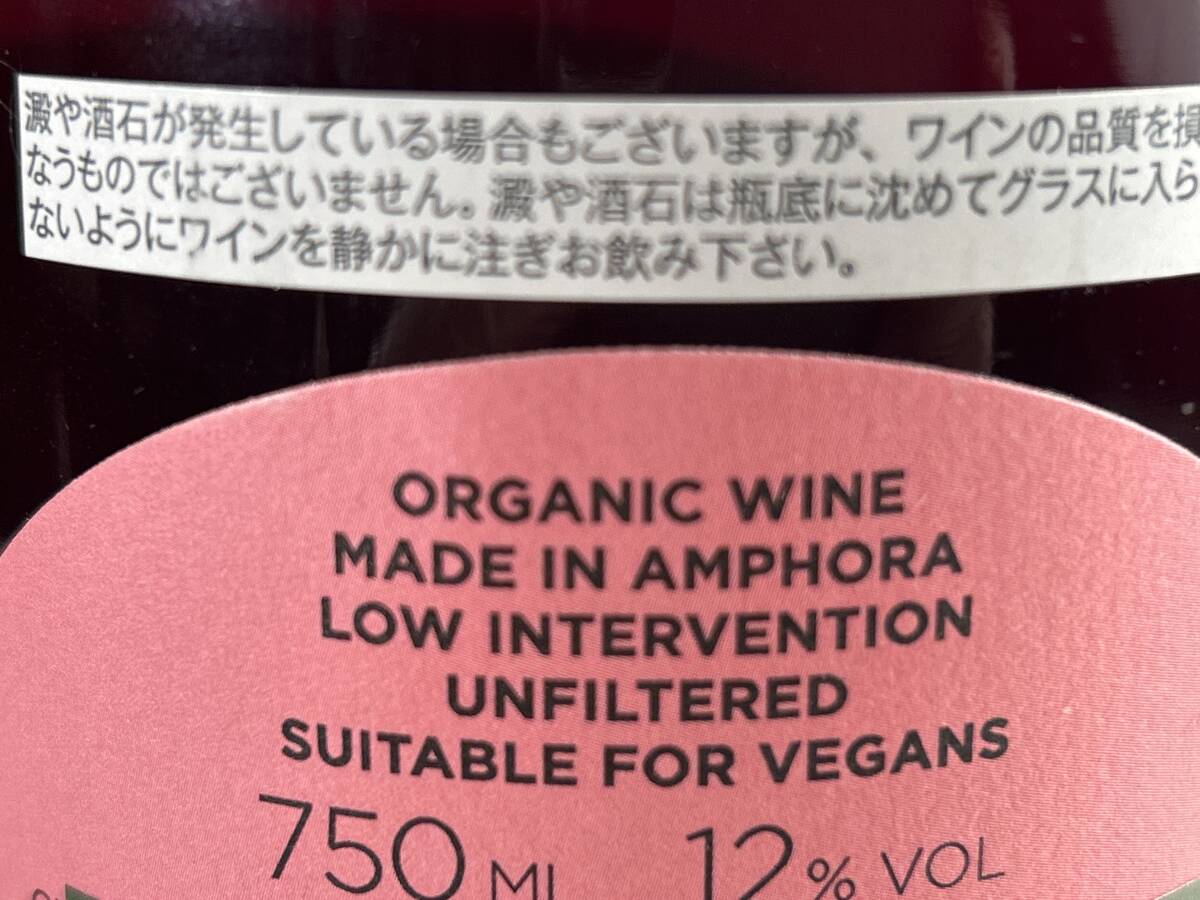 澱や酒石が発生している場合もございますが、ワインの品質を損
なうものではございません。澱や酒石は瓶底に沈めてグラスに入ら
ないようにワインを静かに注ぎお飲み下さい。
ORGANIC WINE
MADE IN AMPHORA
LOW INTERVENTION
UNFILTERED
SUITABLE FOR VEGANS
750 ML 12% VOL